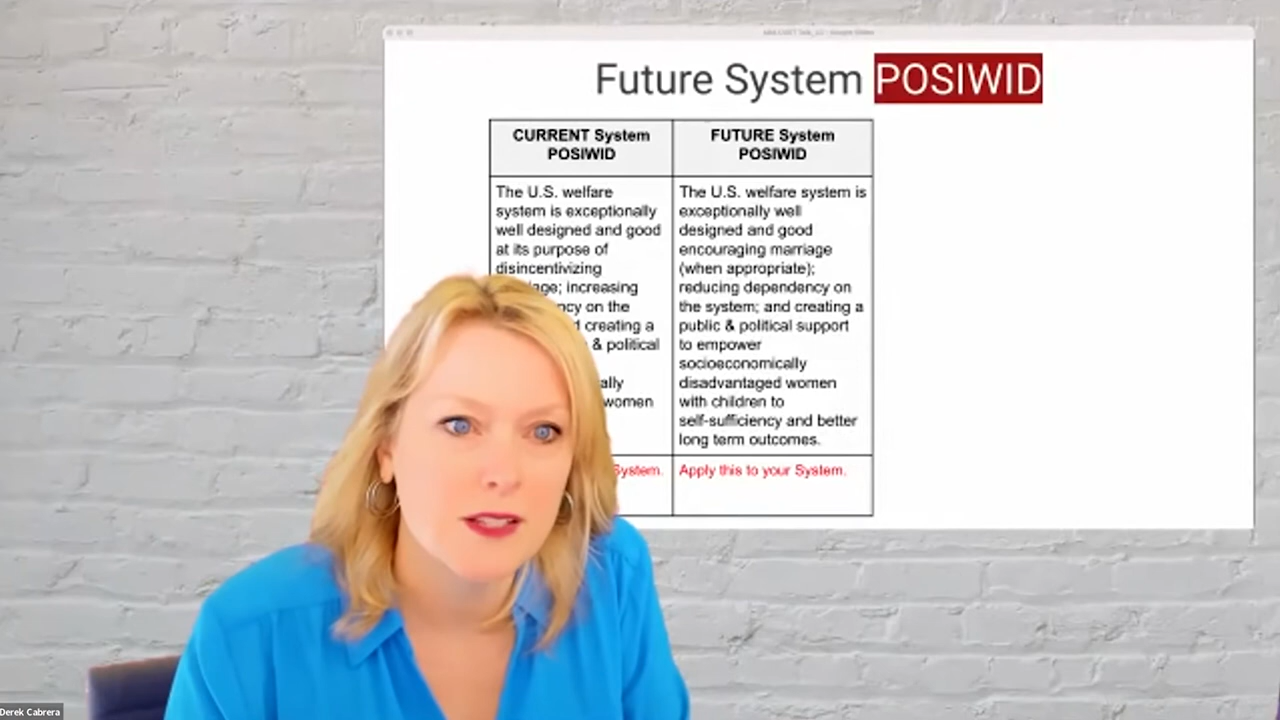 Future System POSIWID
CURRENT System
POSIWID
The U.S. welfare
system is exceptionally
well designed and good
at its purpose of
disincentivizing
increasing
on the
creating a
& political
women
System.
FUTURE System
POSIWID
The U.S. welfare system is
exceptionally well
designed and good
encouraging marriage
(when appropriate);
reducing dependency on
the system; and creating a
public & political support
to empower
socioeconomically
disadvantaged women
with children to
self-sufficiency and better
long term outcomes.
Apply this to your System.
Derek Cabrera